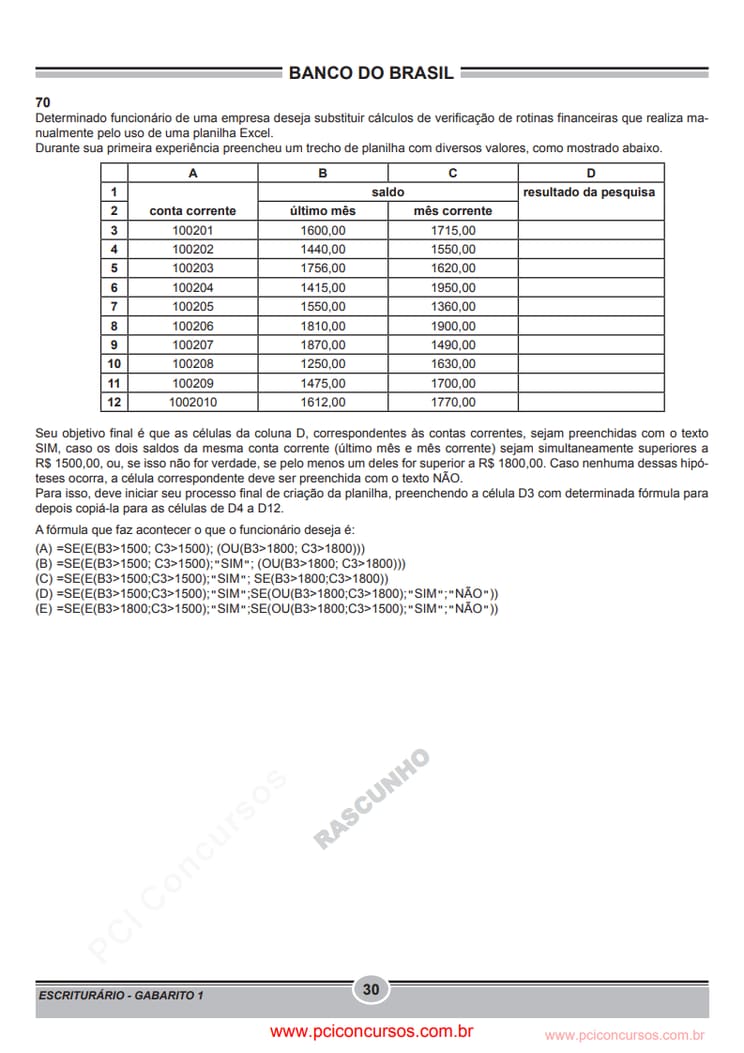 BANCO DO BRASIL
70
Determinado funcionário de uma empresa deseja substituir cálculos de verificação de rotinas financeiras que realiza ma-
nualmente pelo uso de uma planilha Excel.
Durante sua primeira experiência preencheu um trecho de planilha com diversos valores, como mostrado abaixo.
A B C D
1 saldo resultado da pesquisa
2 conta corrente último mês mês corrente
3 100201 1600,00 1715,00
4 100202 1440,00 1550,00
5 100203 1756,00 1620,00
6 100204 1415,00 1950,00
7 100205 1550,00 1360,00
8 100206 1810,00 1900,00
9 100207 1870,00 1490,00
10 100208 1250,00 1630,00
11 100209 1475,00 1700,00
12 1002010 1612,00 1770,00
Seu objetivo final é que as células da coluna D, correspondentes às contas correntes, sejam preenchidas com o texto
SIM, caso os dois saldos da mesma conta corrente (último mês e mês corrente) sejam simultaneamente superiores a
R$ 1500,00, ou, se isso não for verdade, se pelo menos um deles for superior a R$ 1800,00. Caso nenhuma dessas hipó-
teses ocorra, a célula correspondente deve ser preenchida com o texto NÃO.
Para isso, deve iniciar seu processo final de criação da planilha, preenchendo a célula D3 com determinada fórmula para
depois copiá-la para as células de D4 a D12.
A fórmula que faz acontecer o que o funcionário deseja é:
(A) =SE(E(B3>1500; C3>1500); (OU(B3>1800; C3>1800)))
(B) =SE(E(B3>1500; C3>1500);"SIM"; (OU(B3>1800; C3>1800)))
(C) =SE(E(B3>1500;C3>1500);"SIM"; SE(B3>1800;C3>1800))
(D) =SE(E(B3>1500;C3>1500);"SIM";SE(OU(B3>1800;C3>1800);"SIM";"NÃO"))
(E) =SE(E(B3>1800;C3>1500);"SIM";SE(OU(B3>1800;C3>1500);"SIM";"NÃO"))
RASCUNHO
PCI Concursos
ESCRITURÁRIO - GABARITO 1
30
www.pciconcursos.com.br
www.pciconcursos.com.br